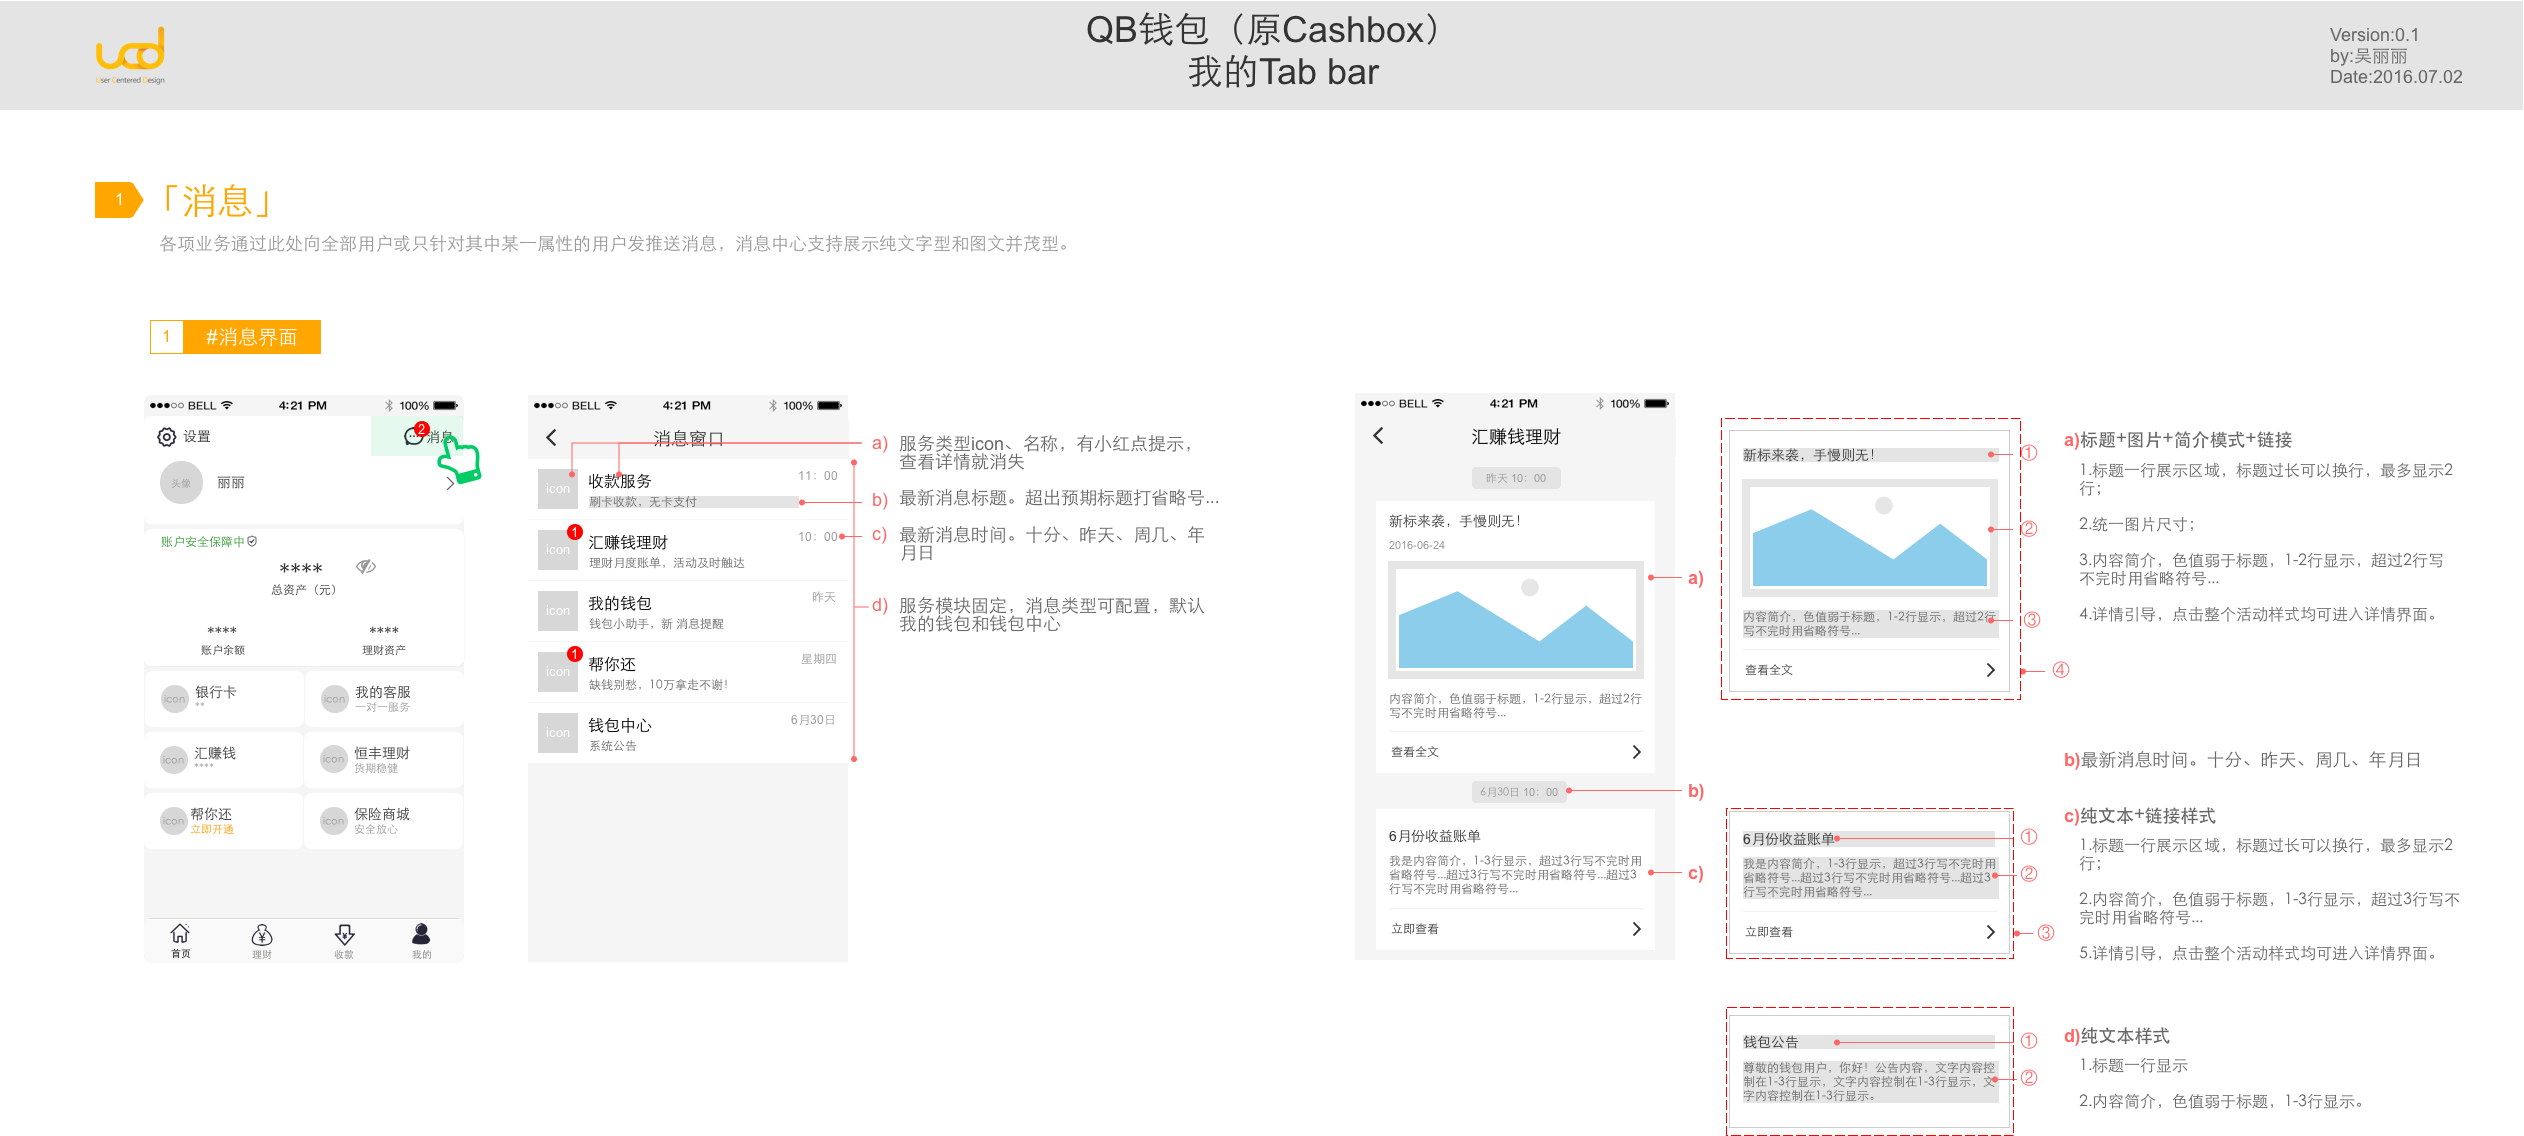 QB钱包（原Cashbox）
我的Tab bar
ucd
User Centered Design
Version:0.1
by:吴丽丽
Date:2016.07.02
1
「消息」
各项业务通过此处向全部用户或只针对其中某一属性的用户发推送消息，消息中心支持展示纯文字型和图文并茂型。
1
#消息界面
BELL
4:21 PM
100%
设置
2
消息
头像
丽丽
账户安全保障中
****
总资产（元）
****
账户余额
****
理财资产
icon
银行卡
**
icon
我的客服
一对一服务
icon
汇赚钱
****
icon
恒丰理财
货期稳健
icon
帮你还
立即开通
icon
保险商城
安全放心
首页
理财
收款
我的
BELL
4:21 PM
100%
消息窗口
icon
收款服务
11：00
刷卡收款，无卡支付
icon
1
汇赚钱理财
10：00
理财月度账单，活动及时触达
icon
我的钱包
昨天
钱包小助手，新 消息提醒
icon
1
帮你还
星期四
缺钱别愁，10万拿走不谢！
icon
钱包中心
6月30日
系统公告
a) 服务类型icon、名称，有小红点提示，
查看详情就消失
b) 最新消息标题。超出预期标题打省略号...
c) 最新消息时间。十分、昨天、周几、年
月日
d) 服务模块固定，消息类型可配置，默认
我的钱包和钱包中心
BELL
4:21 PM
100%
汇赚钱理财
昨天 10：00
新标来袭，手慢则无！
2016-06-24
内容简介，色值弱于标题，1-2行显示，超过2行
写不完时用省略符号...
查看全文
6月30日 10：00
6月份收益账单
我是内容简介，1-3行显示，超过3行写不完时用
省略符号...超过3行写不完时用省略符号...超过3
行写不完时用省略符号...
立即查看
a)
b)
c)
新标来袭，手慢则无！
①
②
内容简介，色值弱于标题，1-2行显示，超过2行
写不完时用省略符号...
③
查看全文
④
6月份收益账单
①
我是内容简介，1-3行显示，超过3行写不完时用
省略符号...超过3行写不完时用省略符号...超过3
行写不完时用省略符号...
②
立即查看
③
钱包公告
①
尊敬的钱包用户，你好！公告内容，文字内容控
制在1-3行显示，文字内容控制在1-3行显示，文
字内容控制在1-3行显示。
②
a)标题+图片+简介模式+链接
1.标题一行展示区域，标题过长可以换行，最多显示2
行；
2.统一图片尺寸；
3.内容简介，色值弱于标题，1-2行显示，超过2行写
不完时用省略符号...
4.详情引导，点击整个活动样式均可进入详情界面。
b)最新消息时间。十分、昨天、周几、年月日
c)纯文本+链接样式
1.标题一行展示区域，标题过长可以换行，最多显示2
行；
2.内容简介，色值弱于标题，1-3行显示，超过3行写不
完时用省略符号...
5.详情引导，点击整个活动样式均可进入详情界面。
d)纯文本样式
1.标题一行显示
2.内容简介，色值弱于标题，1-3行显示。